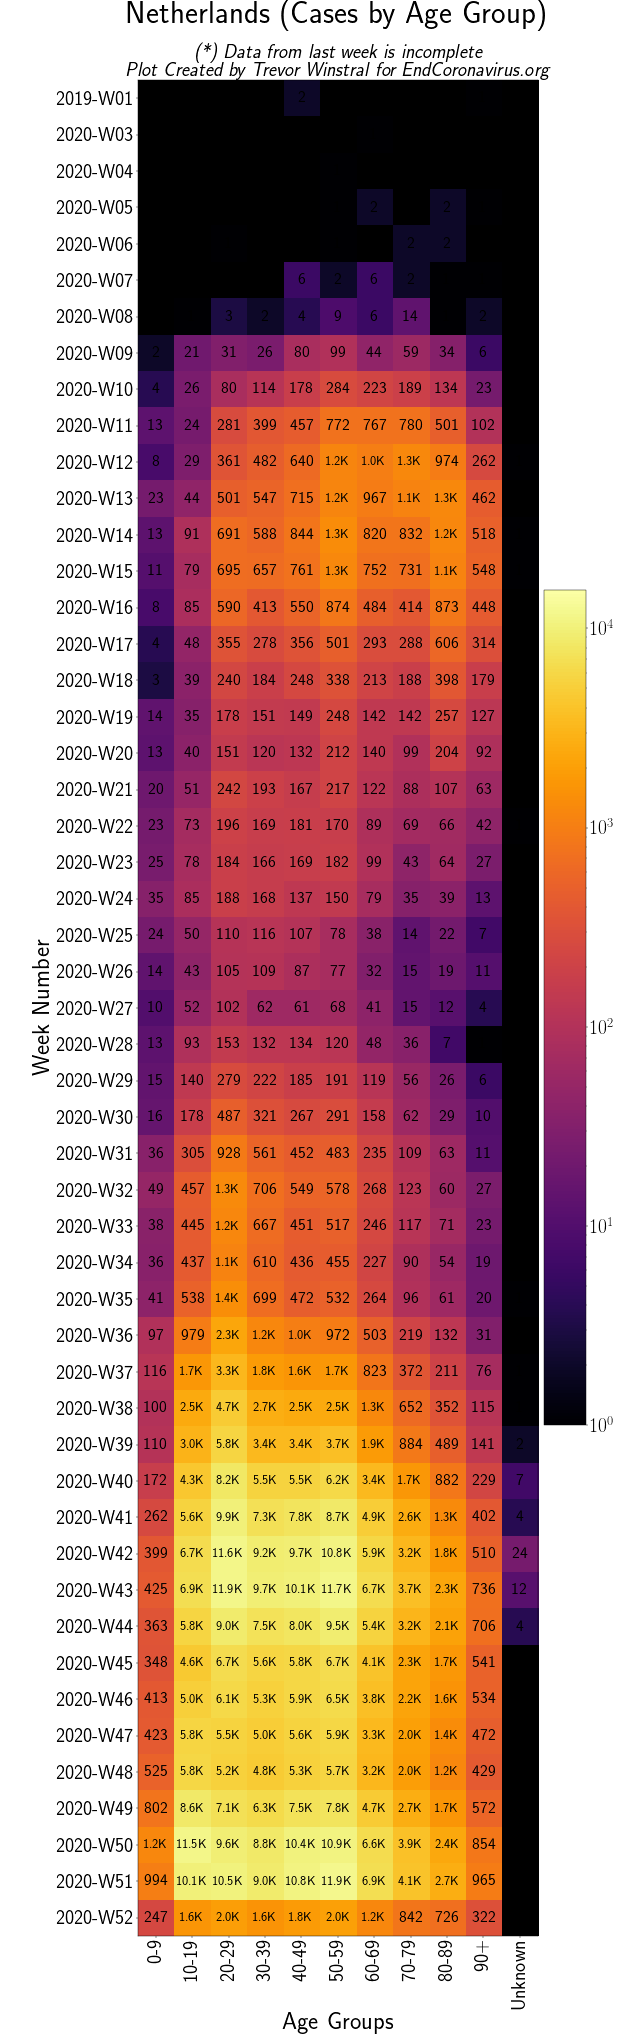 Netherlands (Cases by Age Group)
(*) Data from last week is incomplete
Plot Created by Trevor Winstral for EndCoronavirus.org
2019-W01 2
2020-W03
2020-W04
2020-W05 2 2
2020-W06 2 2
2020-W07 6 2 6 2
2020-W08 3 2 4 9 6 14 2
2020-W09 2 21 31 26 80 99 44 59 34 6
2020-W10 4 26 80 114 178 284 223 189 134 23
2020-W11 13 24 281 399 457 772 767 780 501 102
2020-W12 8 29 361 482 640 1.2K 1.0K 1.3K 974 262
2020-W13 23 44 501 547 715 1.2K 967 1.1K 1.3K 462
2020-W14 13 91 691 588 844 1.3K 820 832 1.2K 518
2020-W15 11 79 695 657 761 1.3K 752 731 1.1K 548
2020-W16 8 85 590 413 550 874 484 414 873 448
2020-W17 4 48 355 278 356 501 293 288 606 314
2020-W18 3 39 240 184 248 338 213 188 398 179
2020-W19 14 35 178 151 149 248 142 142 257 127
2020-W20 13 40 151 120 132 212 140 99 204 92
2020-W21 20 51 242 193 167 217 122 88 107 63
2020-W22 23 73 196 169 181 170 89 69 66 42
2020-W23 25 78 184 166 169 182 99 43 64 27
2020-W24 35 85 188 168 137 150 79 35 39 13
2020-W25 24 50 110 116 107 78 38 14 22 7
2020-W26 14 43 105 109 87 77 32 15 19 11
2020-W27 10 52 102 62 61 68 41 15 12 4
2020-W28 13 93 153 132 134 120 48 36 7
2020-W29 15 140 279 222 185 191 119 56 26 6
2020-W30 16 178 487 321 267 291 158 62 29 10
2020-W31 36 305 928 561 452 483 235 109 63 11
2020-W32 49 457 1.3K 706 549 578 268 123 60 27
2020-W33 38 445 1.2K 667 451 517 246 117 71 23
2020-W34 36 437 1.1K 610 436 455 227 90 54 19
2020-W35 41 538 1.4K 699 472 532 264 96 61 20
2020-W36 97 979 2.3K 1.2K 1.0K 972 503 219 132 31
2020-W37 116 1.7K 3.3K 1.8K 1.6K 1.7K 823 372 211 76
2020-W38 100 2.5K 4.7K 2.7K 2.5K 2.5K 1.3K 652 352 115
2020-W39 110 3.0K 5.8K 3.4K 3.4K 3.7K 1.9K 884 489 141 2
2020-W40 172 4.3K 8.2K 5.5K 5.5K 6.2K 3.4K 1.7K 882 229 7
2020-W41 262 5.6K 9.9K 7.3K 7.8K 8.7K 4.9K 2.6K 1.3K 402 4
2020-W42 399 6.7K 11.6K 9.2K 9.7K 10.8K 5.9K 3.2K 1.8K 510 24
2020-W43 425 6.9K 11.9K 9.7K 10.1K 11.7K 6.7K 3.7K 2.3K 736 12
2020-W44 363 5.8K 9.0K 7.5K 8.0K 9.5K 5.4K 3.2K 2.1K 706 4
2020-W45 348 4.6K 6.7K 5.6K 5.8K 6.7K 4.1K 2.3K 1.7K 541
2020-W46 413 5.0K 6.1K 5.3K 5.9K 6.5K 3.8K 2.2K 1.6K 534
2020-W47 423 5.8K 5.5K 5.0K 5.6K 5.9K 3.3K 2.0K 1.4K 472
2020-W48 525 5.8K 5.2K 4.8K 5.3K 5.7K 3.2K 2.0K 1.2K 429
2020-W49 802 8.6K 7.1K 6.3K 7.5K 7.8K 4.7K 2.7K 1.7K 572
2020-W50 1.2K 11.5K 9.6K 8.8K 10.4K 10.9K 6.6K 3.9K 2.4K 854
2020-W51 994 10.1K 10.5K 9.0K 10.8K 11.9K 6.9K 4.1K 2.7K 965
2020-W52 247 1.6K 2.0K 1.6K 1.8K 2.0K 1.2K 842 726 322
0-9 10-19 20-29 30-39 40-49 50-59 60-69 70-79 80-89 90+ Unknown
Age Groups
Week Number
10⁴
10³
10²
10¹
10⁰